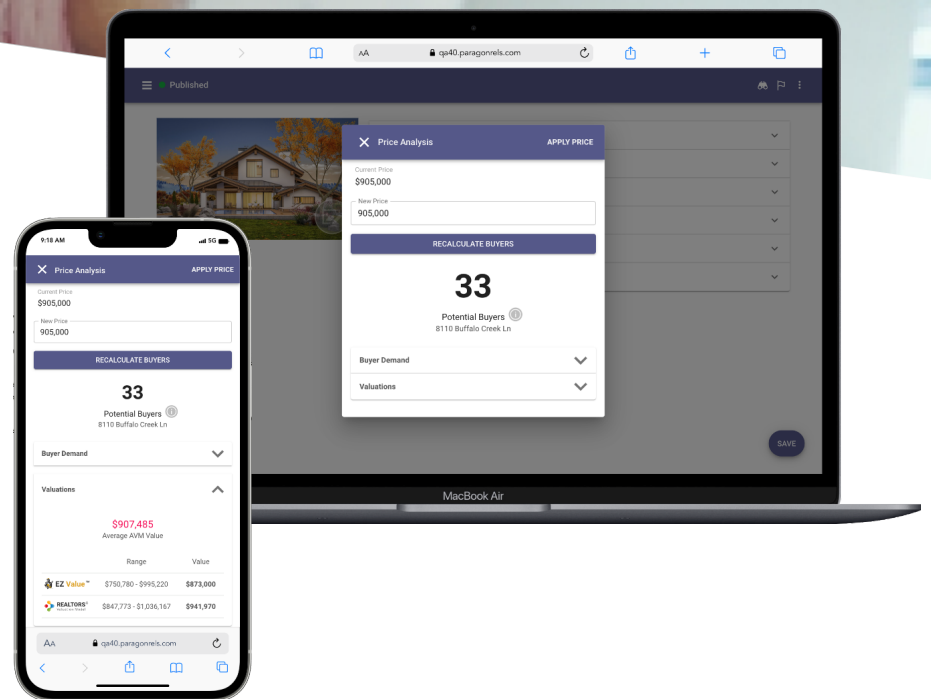 AA qa40.paragonrels.com
Published
Price Analysis APPLY PRICE
Current Price
$905,000
New Price
905,000
RECALCULATE BUYERS
33
Potential Buyers
8110 Buffalo Creek Ln
Buyer Demand
Valuations
SAVE
MacBook Air
9:18 AM 5G
Price Analysis APPLY PRICE
Current Price
$905,000
New Price
905,000
RECALCULATE BUYERS
33
Potential Buyers
8110 Buffalo Creek Ln
Buyer Demand
Valuations
$907,485
Average AVM Value
Range Value
EZ Value™ $750,780 - $995,220 $873,000
REALTORS® $847,773 - $1,036,167 $941,970
AA qa40.paragonrels.com